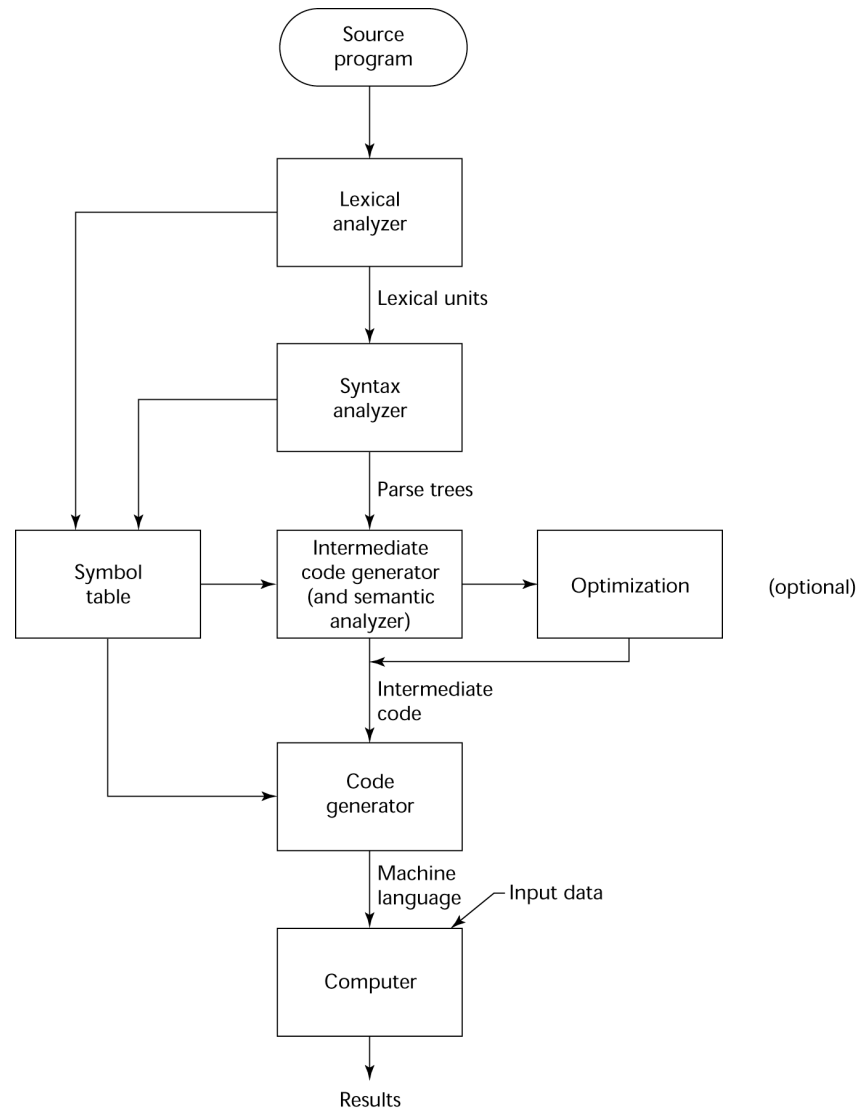 Source
program
Lexical
analyzer
Lexical units
Syntax
analyzer
Parse trees
Symbol
table
Intermediate
code generator
(and semantic
analyzer)
Optimization
(optional)
Intermediate
code
Code
generator
Machine
language
Input data
Computer
Results